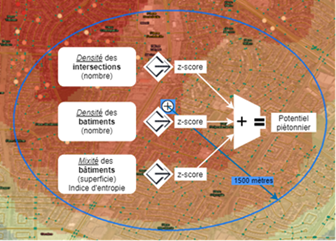 Densité des
intersections
(nombre)
z-score
Densité des
batiments
(nombre)
z-score
+
=
Potentiel
piétonnier
Mixité des
bâtiments
(superficie)
Indice d'entropie
z-score
1500 mètres